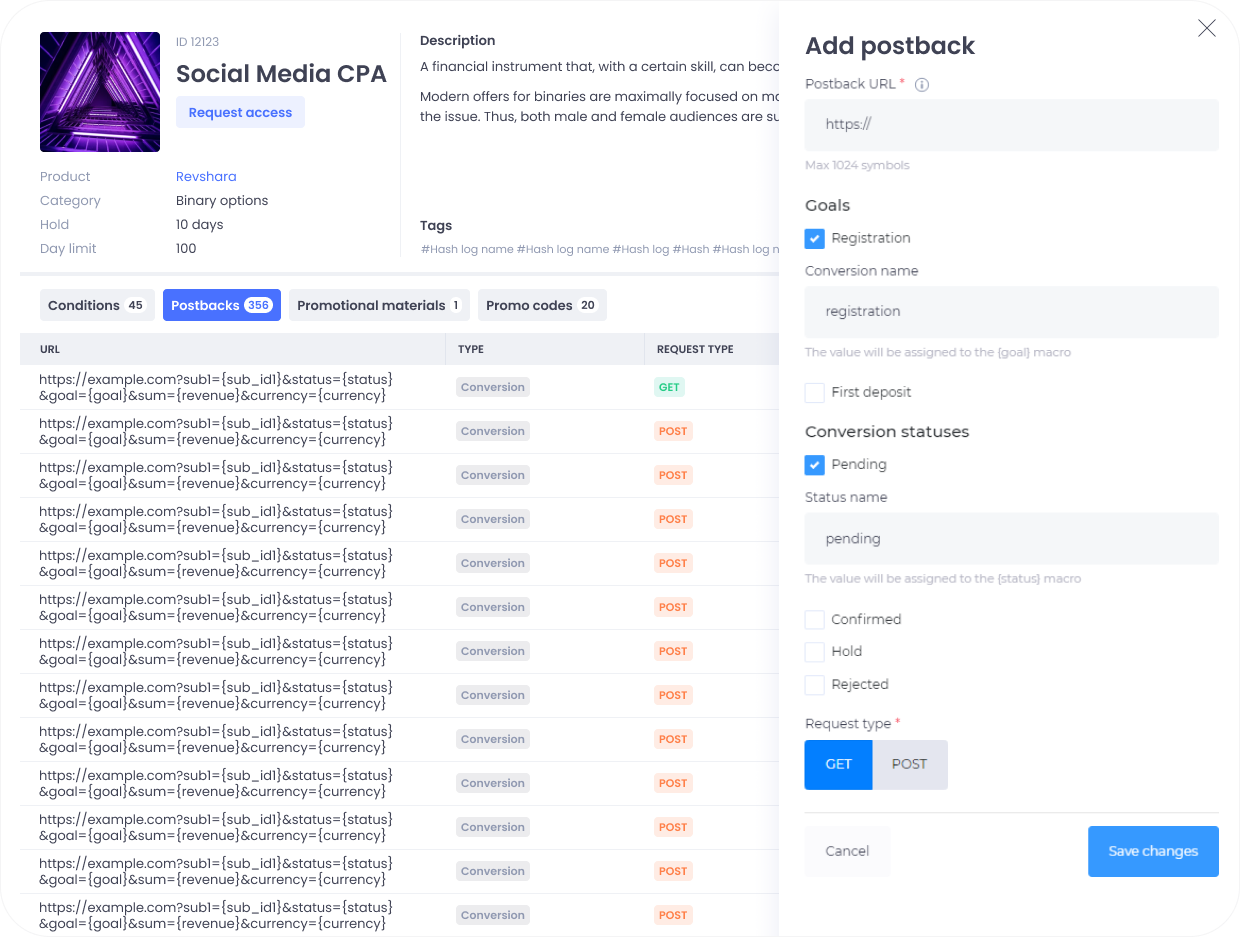 ID 12123
Social Media CPA
Request access
Product Revshara
Category Binary options
Hold 10 days
Day limit 100
Description
A financial instrument that, with a certain skill, can
Modern offers for binaries are maximally focused on
the issue. Thus, both male and female audiences are
Tags
#Hash log name #Hash log name #Hash log #Hash #Hash log
Conditions 45
Postbacks 356
Promotional materials 1
Promo codes 20
URL TYPE REQUEST TYPE
https://example.com?sub1={sub_id1}&status={status}
&goal={goal}&sum={revenue}&currency={currency}
Conversion GET
https://example.com?sub1={sub_id1}&status={status}
&goal={goal}&sum={revenue}&currency={currency}
Conversion POST
https://example.com?sub1={sub_id1}&status={status}
&goal={goal}&sum={revenue}&currency={currency}
Conversion POST
https://example.com?sub1={sub_id1}&status={status}
&goal={goal}&sum={revenue}&currency={currency}
Conversion POST
https://example.com?sub1={sub_id1}&status={status}
&goal={goal}&sum={revenue}&currency={currency}
Conversion POST
https://example.com?sub1={sub_id1}&status={status}
&goal={goal}&sum={revenue}&currency={currency}
Conversion POST
https://example.com?sub1={sub_id1}&status={status}
&goal={goal}&sum={revenue}&currency={currency}
Conversion POST
https://example.com?sub1={sub_id1}&status={status}
&goal={goal}&sum={revenue}&currency={currency}
Conversion POST
https://example.com?sub1={sub_id1}&status={status}
&goal={goal}&sum={revenue}&currency={currency}
Conversion POST
https://example.com?sub1={sub_id1}&status={status}
&goal={goal}&sum={revenue}&currency={currency}
Conversion POST
https://example.com?sub1={sub_id1}&status={status}
&goal={goal}&sum={revenue}&currency={currency}
Conversion POST
https://example.com?sub1={sub_id1}&status={status}
&goal={goal}&sum={revenue}&currency={currency}
Conversion POST
https://example.com?sub1={sub_id1}&status={status}
&goal={goal}&sum={revenue}&currency={currency}
Conversion POST
Add postback
Postback URL *
https://
Max 1024 symbols
Goals
Registration
Conversion name
registration
The value will be assigned to the {goal} macro
First deposit
Conversion statuses
Pending
Status name
pending
The value will be assigned to the {status} macro
Confirmed
Hold
Rejected
Request type *
GET POST
Cancel Save changes